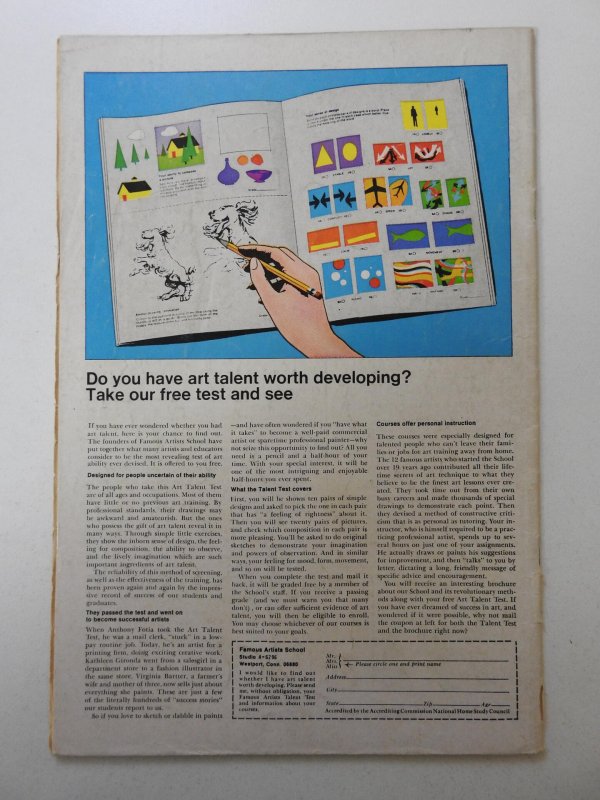 Do you have art talent worth developing?
Take our free test and see
If you have ever wondered whether you had
art talent, here is your chance to find out.
The founders of Famous Artists School have
put together what many artists and educators
consider to be the most revealing test of art
ability ever devised. It is offered to you free.
Designed for people uncertain of their ability
The people who take this Art Talent Test
are of all ages and occupations. Most of them
have little or no previous art training. By
professional standards, their drawings may
be awkward and amateurish. But the ones
who possess the gift of art talent reveal it in
many ways. Through simple little exercises,
they show the inborn sense of design, the feel-
ing for composition, the ability to observe,
and the lively imagination which are such
important ingredients of art talent.
The reliability of this method of screening,
as well as the effectiveness of the training, has
been proven again and again by the impres-
sive record of success of our students and
graduates.
They passed the test and went on
to become successful artists
When Anthony Fotia took the Art Talent
Test, he was a mail clerk, "stuck" in a low-
pay routine job. Today, he's an artist for a
printing firm, doing exciting creative work.
Kathleen Gironda went from a salesgirl in a
department store to a fashion illustrator in
the same store. Virginia Bartter, a farmer's
wife and mother of three, now sells just about
everything she paints. These are just a few
of the literally hundreds of "success stories"
our students report to us.
So if you love to sketch or dabble in paints
—and have often wondered if you "have what
it takes" to become a well-paid commercial
artist or sparetime professional painter—why
not seize this opportunity to find out? All you
need is a pencil and a half-hour of your
time. With your special interest, it will be
one of the most intriguing and enjoyable
half-hours you ever spent.
What the Talent Test covers
First, you will be shown ten pairs of simple
designs and asked to pick the one in each pair
that has "a feeling of rightness" about it.
Then you will see twenty pairs of pictures,
and check which composition in each pair is
more pleasing. You'll be asked to do original
sketches to demonstrate your imagination
and powers of observation. And in similar
ways, your feeling for mood, form, movement,
and so on will be tested.
When you complete the test and mail it
back, it will be graded free by a member of
the School's staff. If you receive a passing
grade (and we must warn you that many
don't), or can offer sufficient evidence of art
talent, you will then be eligible to enroll.
You may choose whichever of our courses is
best suited to your goals.
Courses offer personal instruction
These courses were especially designed for
talented people who can't leave their fami-
lies or jobs for art training away from home.
The 12 famous artists who started the School
over 18 years ago contributed all their life-
time secrets of art technique to what they
believe to be the finest art lessons ever cre-
ated. They took time out from their own
busy careers and made thousands of special
drawings to demonstrate each point. Then
they devised a method of constructive criti-
cism that is as personal as tutoring. Your in-
structor, who is himself required to be a prac-
ticing professional artist, spends up to sev-
eral hours on just one of your assignments.
He actually draws or paints his suggestions
for improvement, and then "talks" to you by
letter, dictating a long, friendly message of
specific advice and encouragement.
You will receive an interesting brochure
about our School and its revolutionary meth-
ods along with your free Art Talent Test. If
you have ever dreamed of success in art, and
wondered if it were possible, why not mail
the coupon at left for both the Talent Test
and the brochure right now?
Famous Artists School
Studio
Westport, Conn. 06880
I would like to find out
whether I have art talent
worth developing. Please send
me, without obligation, your
Famous Artists Talent Test
and information about your
courses.
Mr.
Mrs.
Miss
Please circle one and print name
Address
City
State Zip Age
Accredited by the Accrediting Commission National Home Study Council